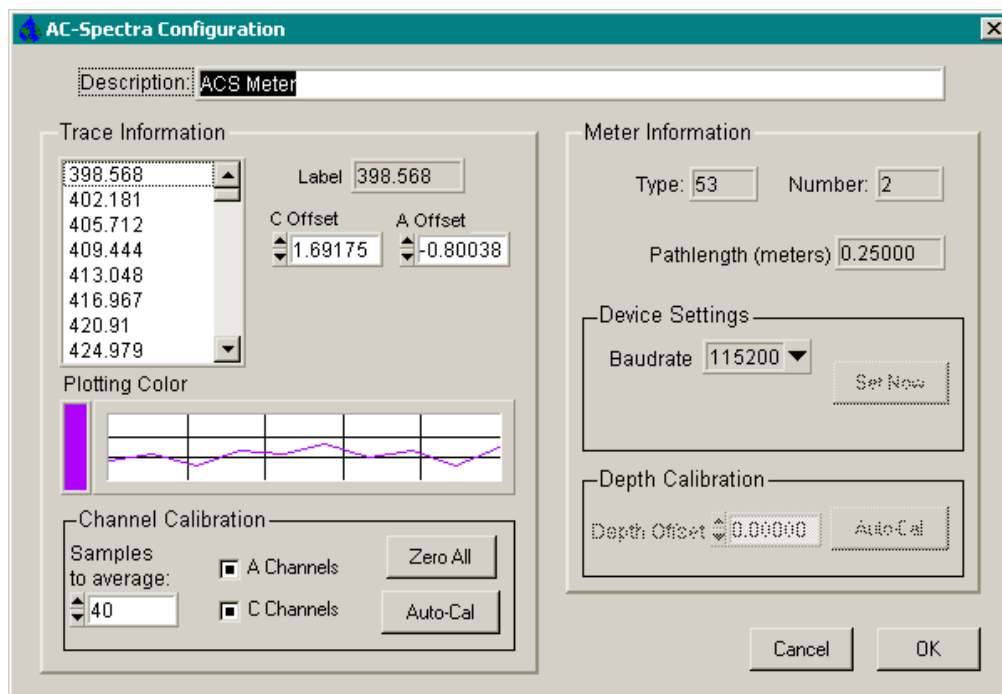 AC-Spectra Configuration
Description: ACS Meter
Trace Information
398.568
402.181
405.712
409.444
413.048
416.967
420.91
424.979
Label 398.568
C Offset A Offset
1.69175 -0.80038
Plotting Color
Channel Calibration
Samples
to average:
40
A Channels
C Channels
Zero All
Auto-Cal
Meter Information
Type: 53 Number: 2
Pathlength (meters) 0.25000
Device Settings
Baudrate 115200
Set Now
Depth Calibration
Depth Offset 0.00000 Auto-Cal
Cancel OK